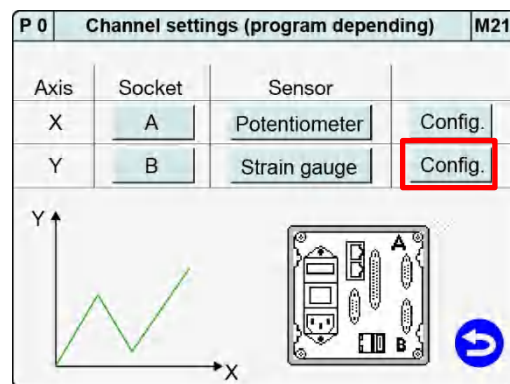 P 0 Channel settings (program depending) M21
Axis Socket Sensor
X A Potentiometer Config.
Y B Strain gauge Config.
Y
A
B
X